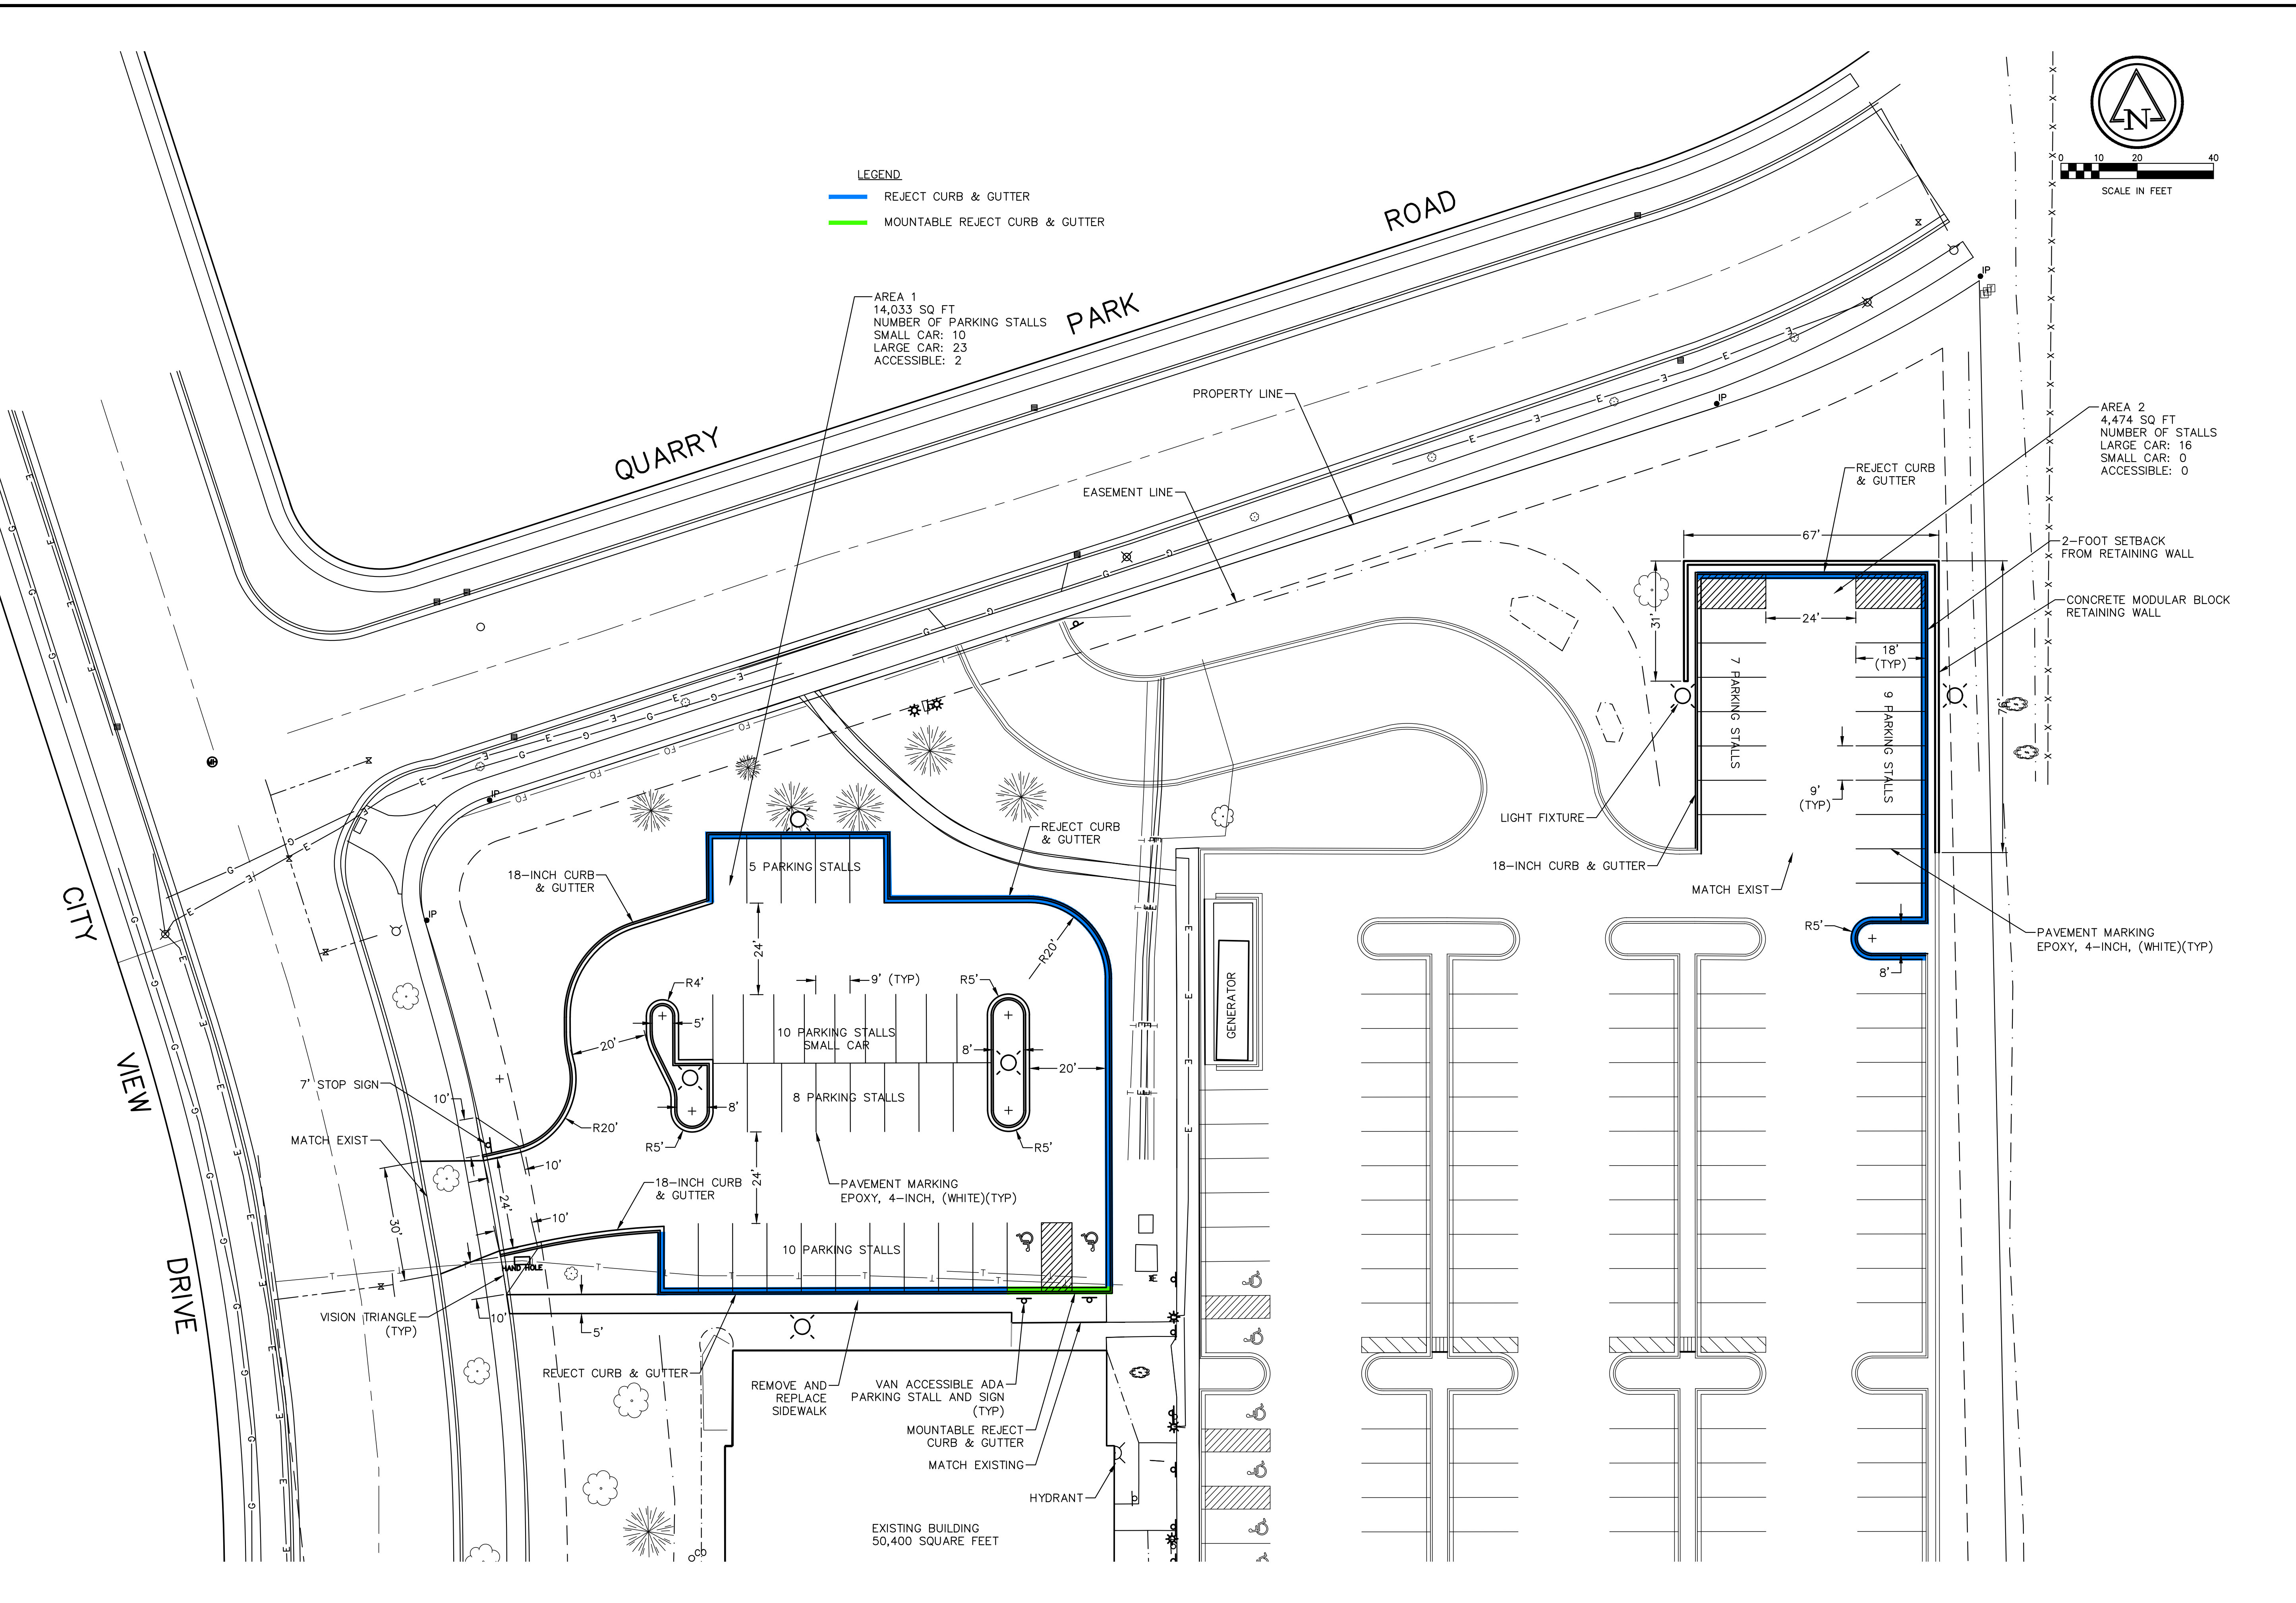 N
0 10 20 40
SCALE IN FEET
LEGEND
REJECT CURB & GUTTER
MOUNTABLE REJECT CURB & GUTTER
QUARRY PARK ROAD
CITY VIEW DRIVE
AREA 1
14,033 SQ FT
NUMBER OF PARKING STALLS
SMALL CAR: 10
LARGE CAR: 23
ACCESSIBLE: 2
PROPERTY LINE
EASEMENT LINE
IP
IP
IP
IP
AREA 2
4,474 SQ FT
NUMBER OF STALLS
LARGE CAR: 16
SMALL CAR: 0
ACCESSIBLE: 0
REJECT CURB
& GUTTER
67'
2-FOOT SETBACK
FROM RETAINING WALL
CONCRETE MODULAR BLOCK
RETAINING WALL
31'
24'
18'
(TYP)
7 PARKING STALLS
9 PARKING STALLS
76'
9'
(TYP)
LIGHT FIXTURE
18-INCH CURB & GUTTER
MATCH EXIST
R5'
8'
PAVEMENT MARKING
EPOXY, 4-INCH, (WHITE)(TYP)
REJECT CURB
& GUTTER
5 PARKING STALLS
18-INCH CURB
& GUTTER
24'
R20'
9' (TYP)
R4'
R5'
5'
10 PARKING STALLS
SMALL CAR
20'
8'
20'
8 PARKING STALLS
8'
R5'
R5'
R20'
7' STOP SIGN
10'
MATCH EXIST
10'
24'
30'
10'
18-INCH CURB
& GUTTER
24'
PAVEMENT MARKING
EPOXY, 4-INCH, (WHITE)(TYP)
10 PARKING STALLS
HAND HOLE
VISION TRIANGLE
(TYP)
10'
5'
REJECT CURB & GUTTER
REMOVE AND
REPLACE
SIDEWALK
VAN ACCESSIBLE ADA
PARKING STALL AND SIGN
(TYP)
MOUNTABLE REJECT
CURB & GUTTER
MATCH EXISTING
HYDRANT
GENERATOR
EXISTING BUILDING
50,400 SQUARE FEET
CO